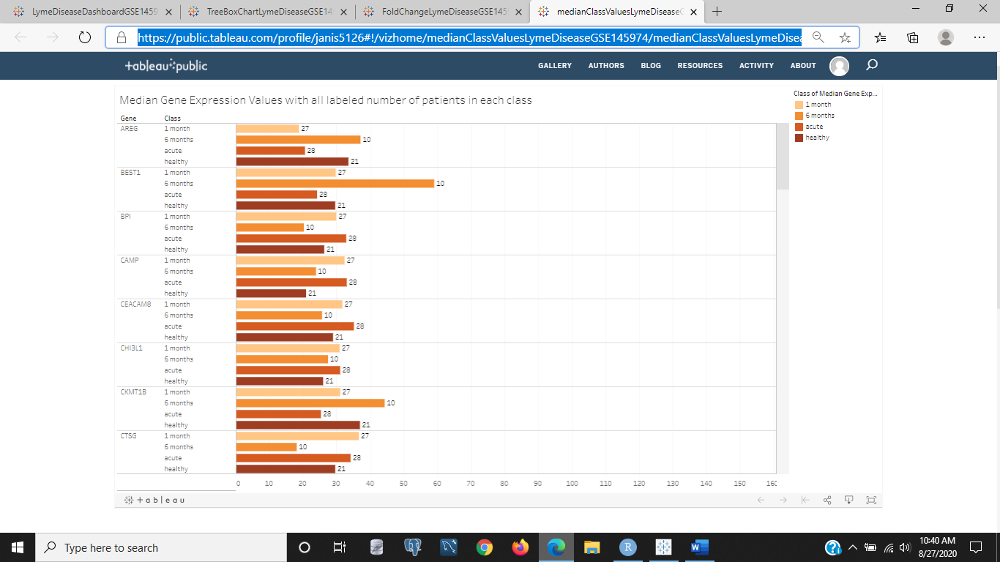 LymeDiseaseDashboardGSE1459
TreeBoxChartLymeDiseaseGSE14
FoldChangeLymeDiseaseGSE145
medianClassValuesLymeDiseaseG
https://public.tableau.com/profile/janis5126#!/vizhome/medianClassValuesLymeDiseaseGSE145974/medianClassValuesLymeDisea
+ableau+public GALLERY AUTHORS BLOG RESOURCES ACTIVITY ABOUT
Median Gene Expression Values with all labeled number of patients in each class
Class of Median Gene Exp...
1 month
6 months
acute
healthy
Gene Class
AREG 1 month 27
6 months 10
acute 28
healthy 21
BEST1 1 month 27
6 months 10
acute 28
healthy 21
BPI 1 month 27
6 months 10
acute 28
healthy 21
CAMP 1 month 27
6 months 10
acute 28
healthy 21
CEACAM8 1 month 27
6 months 10
acute 28
healthy 21
CHI3L1 1 month 27
6 months 10
acute 28
healthy 21
CKMT1B 1 month 27
6 months 10
acute 28
healthy 21
CTSG 1 month 27
6 months 10
acute 28
healthy 21
0 10 20 30 40 50 60 70 80 90 100 110 120 130 140 150 160
+ableau
Type here to search
10:40 AM
8/27/2020